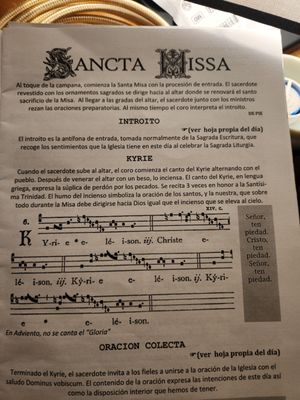 SANCTA MISSA
Al toque de la campana, comienza la Santa Misa con la procesión de entrada. El sacerdote
revestido con los ornamentos sagrados se dirige hacia al altar donde se renovará el santo
sacrificio de la Misa. Al llegar a las gradas del altar, el sacerdote junto con los ministros
rezan las oraciones preparatorias. Al mismo tiempo el coro interpreta el introito.
DE PIE
INTROITO
☞(ver hoja propia del día)
El introito es la antífona de entrada, tomada normalmente de la Sagrada Escritura, que
recoge los sentimientos que la Iglesia tiene en este día al celebrar la Sagrada Liturgia.
KYRIE
Cuando el sacerdote sube al altar, el coro comienza el canto del Kyrie alternando con el
pueblo. Después de venerar el altar con un beso, lo inciensa. El canto del Kyrie, en lengua
griega, expresa la súplica de perdón por los pecados. Se recita 3 veces en honor a la Santí-
sima Trinidad. El humo del incienso simboliza la oración de los santos, y la nuestra, que sobre
todo durante la Misa debe dirigirse hacia Dios igual que el incienso que se eleva al cielo.
XIV. C.
6.
K Y-ri- e * e- lé- i-son. iij. Christe e-
lé- i-son. iij. Ký-ri- e e- lé- i-son. ij. Ký-ri-
e * e- lé- i-son.
Señor,
ten
piedad.
Cristo,
ten
piedad.
Señor,
ten
piedad.
En Adviento, no se canta el "Gloria"
ORACION COLECTA
☞(ver hoja propia del día)
Terminado el Kyrie, el sacerdote invita a los fieles a unirse a la oración de la Iglesia con el
saludo Dominus vobiscum. El contenido de la oración expresa las intenciones de este día así
como la disposición interior que hemos de tener.